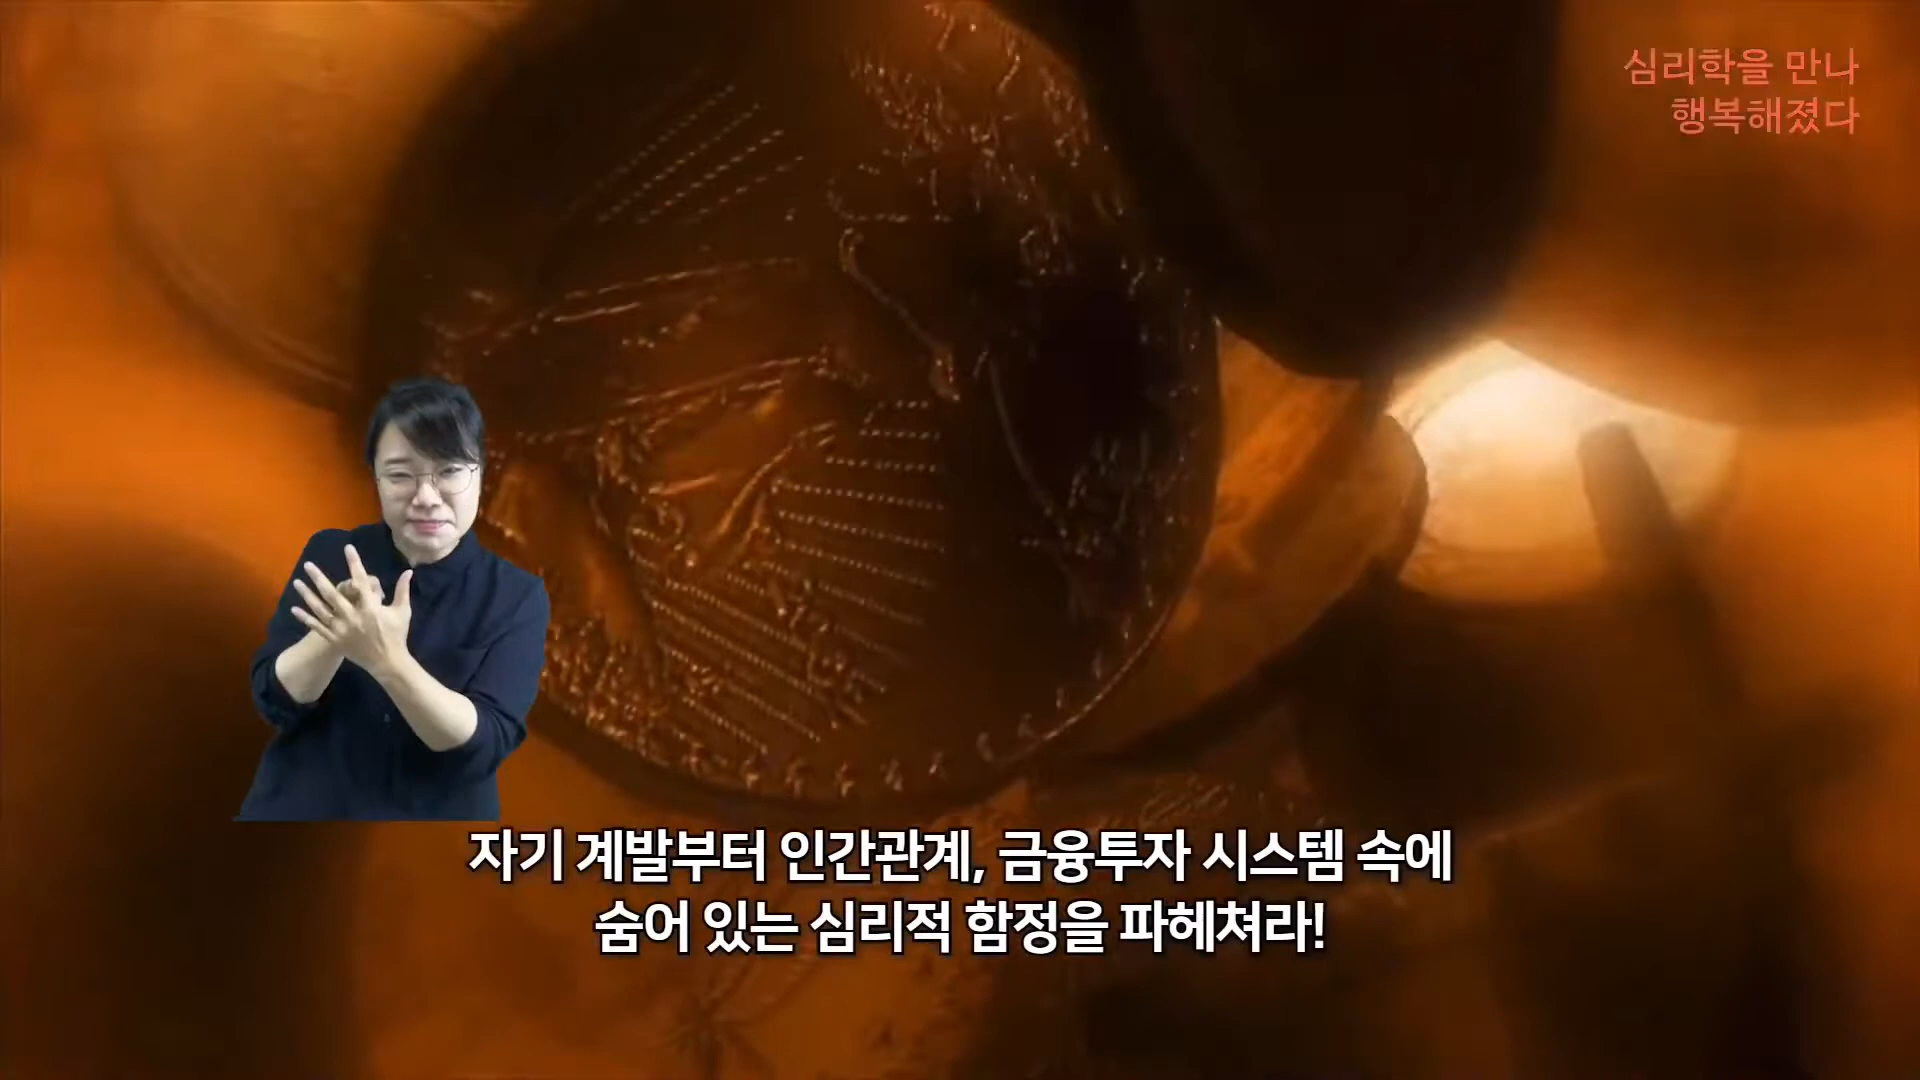 심리학을 만나
행복해졌다
자기 계발부터 인간관계, 금융투자 시스템 속에
숨어 있는 심리적 함정을 파헤쳐라!